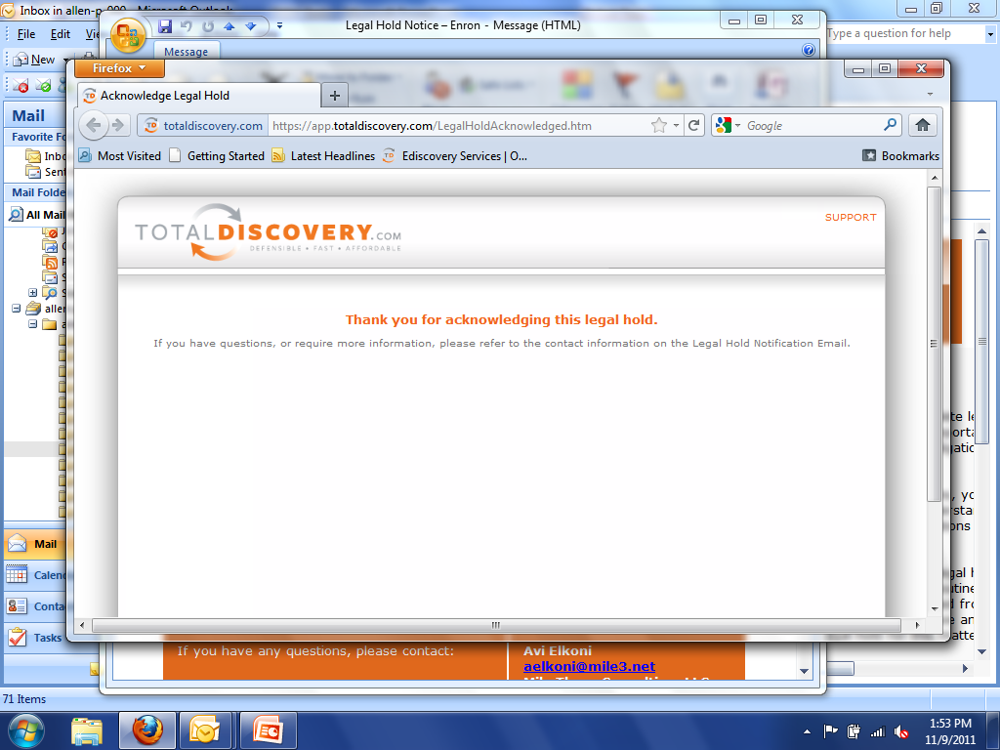 Inbox in allen-p_000 - Microsoft Outlook
File Edit
Type a question for help
New
Mail
Favorite Fo
Inbo
Sent
Mail Folde
All Mail
allen
Mail
Calend
Conta
Tasks
71 Items
Legal Hold Notice – Enron - Message (HTML)
Message
Firefox
Acknowledge Legal Hold
totaldiscovery.com https://app.totaldiscovery.com/LegalHoldAcknowledged.htm
Google
Most Visited Getting Started Latest Headlines Ediscovery Services | O... Bookmarks
TOTALDISCOVERY.COM
DEFENSIBLE • FAST • AFFORDABLE
SUPPORT
Thank you for acknowledging this legal hold.
If you have questions, or require more information, please refer to the contact information on the Legal Hold Notification Email.
If you have any questions, please contact:
Avi Elkoni
aelkoni@mile3.net
1:53 PM
11/9/2011